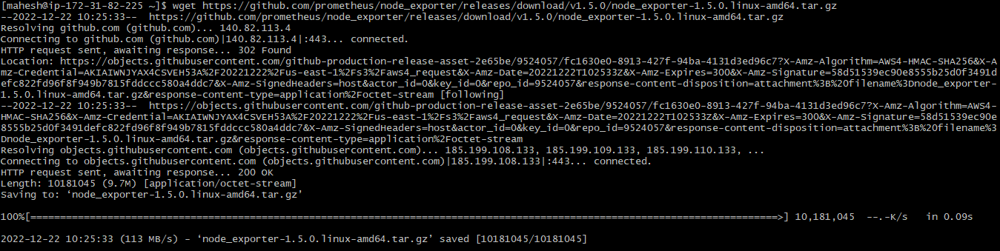 [mahesh@ip-172-31-82-225 ~]$ wget https://github.com/prometheus/node_exporter/releases/download/v1.5.0/node_exporter-1.5.0.linux-amd64.tar.gz
--2022-12-22 10:25:33--  https://github.com/prometheus/node_exporter/releases/download/v1.5.0/node_exporter-1.5.0.linux-amd64.tar.gz
Resolving github.com (github.com)... 140.82.113.4
Connecting to github.com (github.com)|140.82.113.4|:443... connected.
HTTP request sent, awaiting response... 302 Found
Location: https://objects.githubusercontent.com/github-production-release-asset-2e65be/9524057/fc1630e0-8913-427f-94ba-4131d3ed96c7?X-Amz-Algorithm=AWS4-HMAC-SHA256&X-A
mz-Credential=AKIAIWNJYAX4CSVEH53A%2F20221222%2Fus-east-1%2Fs3%2Faws4_request&X-Amz-Date=20221222T102533Z&X-Amz-Expires=300&X-Amz-Signature=58d51539ec90e8555b25d0f3491d
efc822fd96f8f949b7815fddccc580a4ddc7&X-Amz-SignedHeaders=host&actor_id=0&key_id=0&repo_id=9524057&response-content-disposition=attachment%3B%20filename%3Dnode_exporter-
1.5.0.linux-amd64.tar.gz&response-content-type=application%2Foctet-stream [following]
--2022-12-22 10:25:33--  https://objects.githubusercontent.com/github-production-release-asset-2e65be/9524057/fc1630e0-8913-427f-94ba-4131d3ed96c7?X-Amz-Algorithm=AWS4-
HMAC-SHA256&X-Amz-Credential=AKIAIWNJYAX4CSVEH53A%2F20221222%2Fus-east-1%2Fs3%2Faws4_request&X-Amz-Date=20221222T102533Z&X-Amz-Expires=300&X-Amz-Signature=58d51539ec90e
8555b25d0f3491defc822fd96f8f949b7815fddccc580a4ddc7&X-Amz-SignedHeaders=host&actor_id=0&key_id=0&repo_id=9524057&response-content-disposition=attachment%3B%20filename%3
Dnode_exporter-1.5.0.linux-amd64.tar.gz&response-content-type=application%2Foctet-stream
Resolving objects.githubusercontent.com (objects.githubusercontent.com)... 185.199.108.133, 185.199.109.133, 185.199.110.133, ...
Connecting to objects.githubusercontent.com (objects.githubusercontent.com)|185.199.108.133|:443... connected.
HTTP request sent, awaiting response... 200 OK
Length: 10181045 (9.7M) [application/octet-stream]
Saving to: ‘node_exporter-1.5.0.linux-amd64.tar.gz’
100%[==============================================================================================================================>] 10,181,045  --.-K/s   in 0.09s
2022-12-22 10:25:33 (113 MB/s) - ‘node_exporter-1.5.0.linux-amd64.tar.gz’ saved [10181045/10181045]